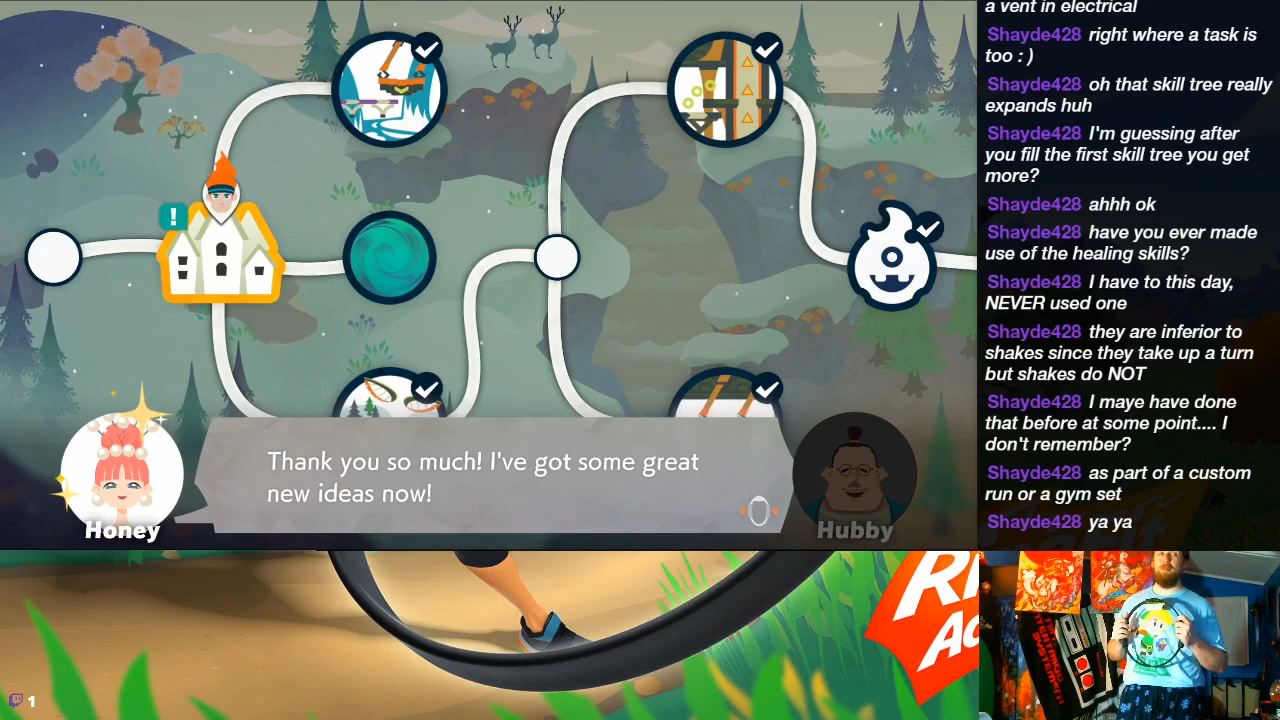 a vent in electrical
Shayde428 right where a task is
too : )
Shayde428 oh that skill tree really
expands huh
Shayde428 I'm guessing after
you fill the first skill tree you get
more?
Shayde428 ahhh ok
Shayde428 have you ever made
use of the healing skills?
Shayde428 I have to this day,
NEVER used one
Shayde428 they are inferior to
shakes since they take up a turn
but shakes do NOT
Shayde428 I maye have done
that before at some point.... I
don't remember?
Shayde428 as part of a custom
run or a gym set
Shayde428 ya ya
!
Thank you so much! I've got some great
new ideas now!
Honey
Hubby
1